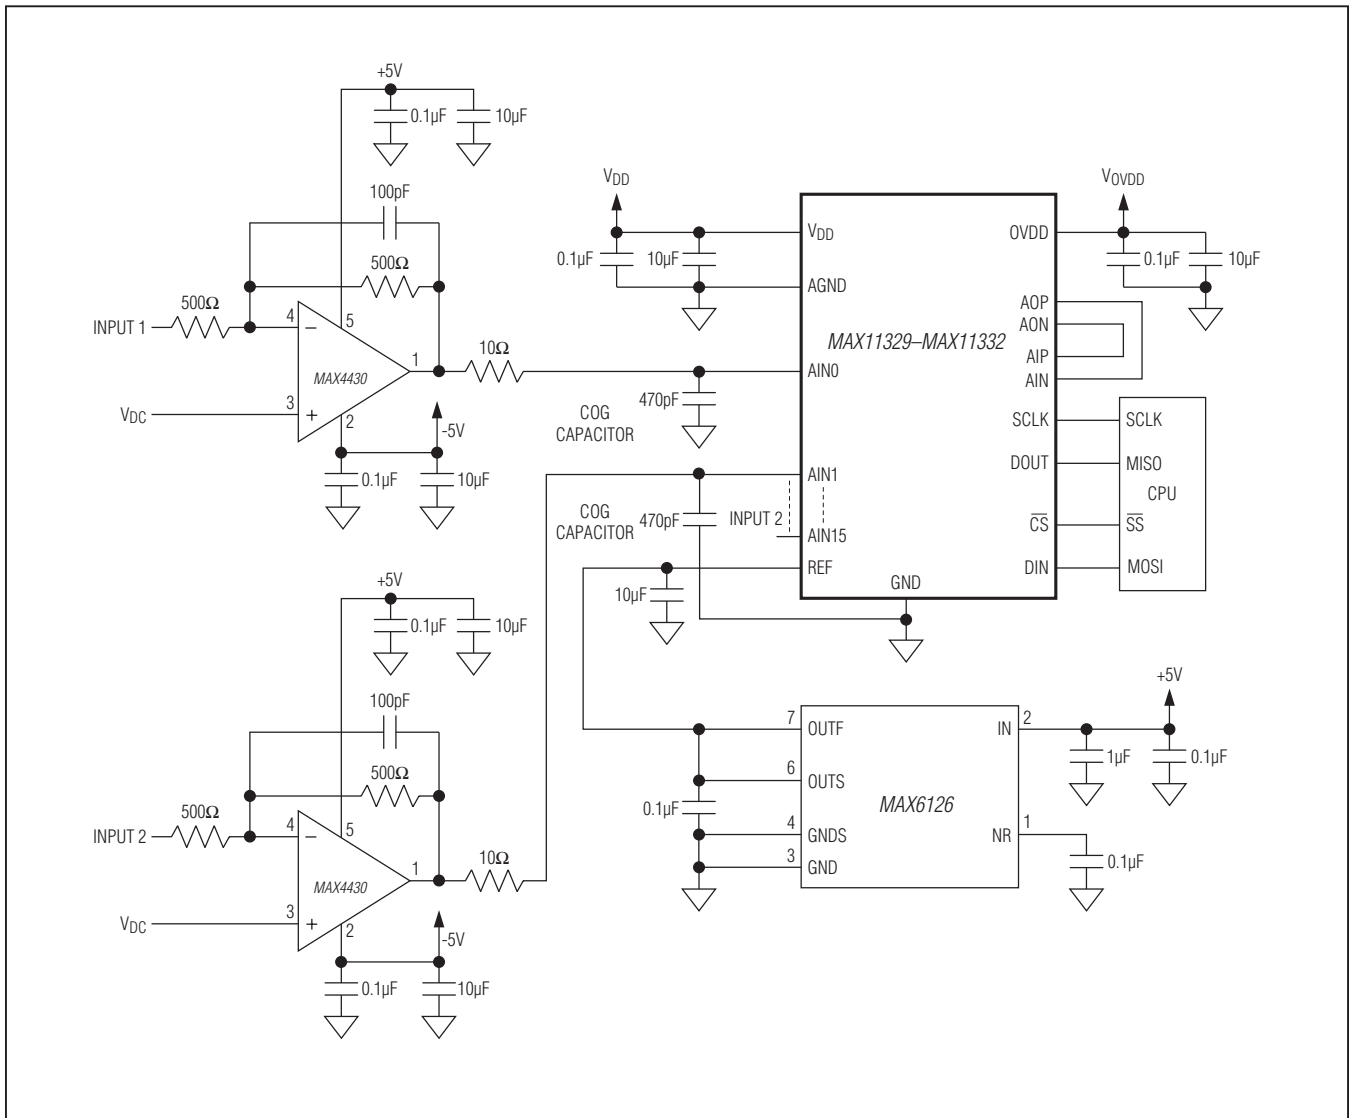 +5V
0.1µF
10µF
100pF
500Ω
500Ω
INPUT 1
4
–
5
1
MAX4430
10Ω
VDC
3
+
2
-5V
0.1µF
10µF
VDD
0.1µF
10µF
470pF
COG
CAPACITOR
COG
CAPACITOR
470pF
INPUT 2
10µF
VDD
AGND
AIN0
AIN1
AIN15
REF
GND
MAX11329–MAX11332
OVDD
AOP
AON
AIP
AIN
SCLK
DOUT
CS
DIN
VOVDD
0.1µF
10µF
SCLK
MISO
CPU
SS
MOSI
+5V
0.1µF
10µF
100pF
500Ω
500Ω
INPUT 2
4
–
5
1
MAX4430
10Ω
VDC
3
+
2
-5V
0.1µF
10µF
7
OUTF
6
OUTS
0.1µF
4
GNDS
3
GND
MAX6126
IN
2
NR
1
+5V
1µF
0.1µF
0.1µF